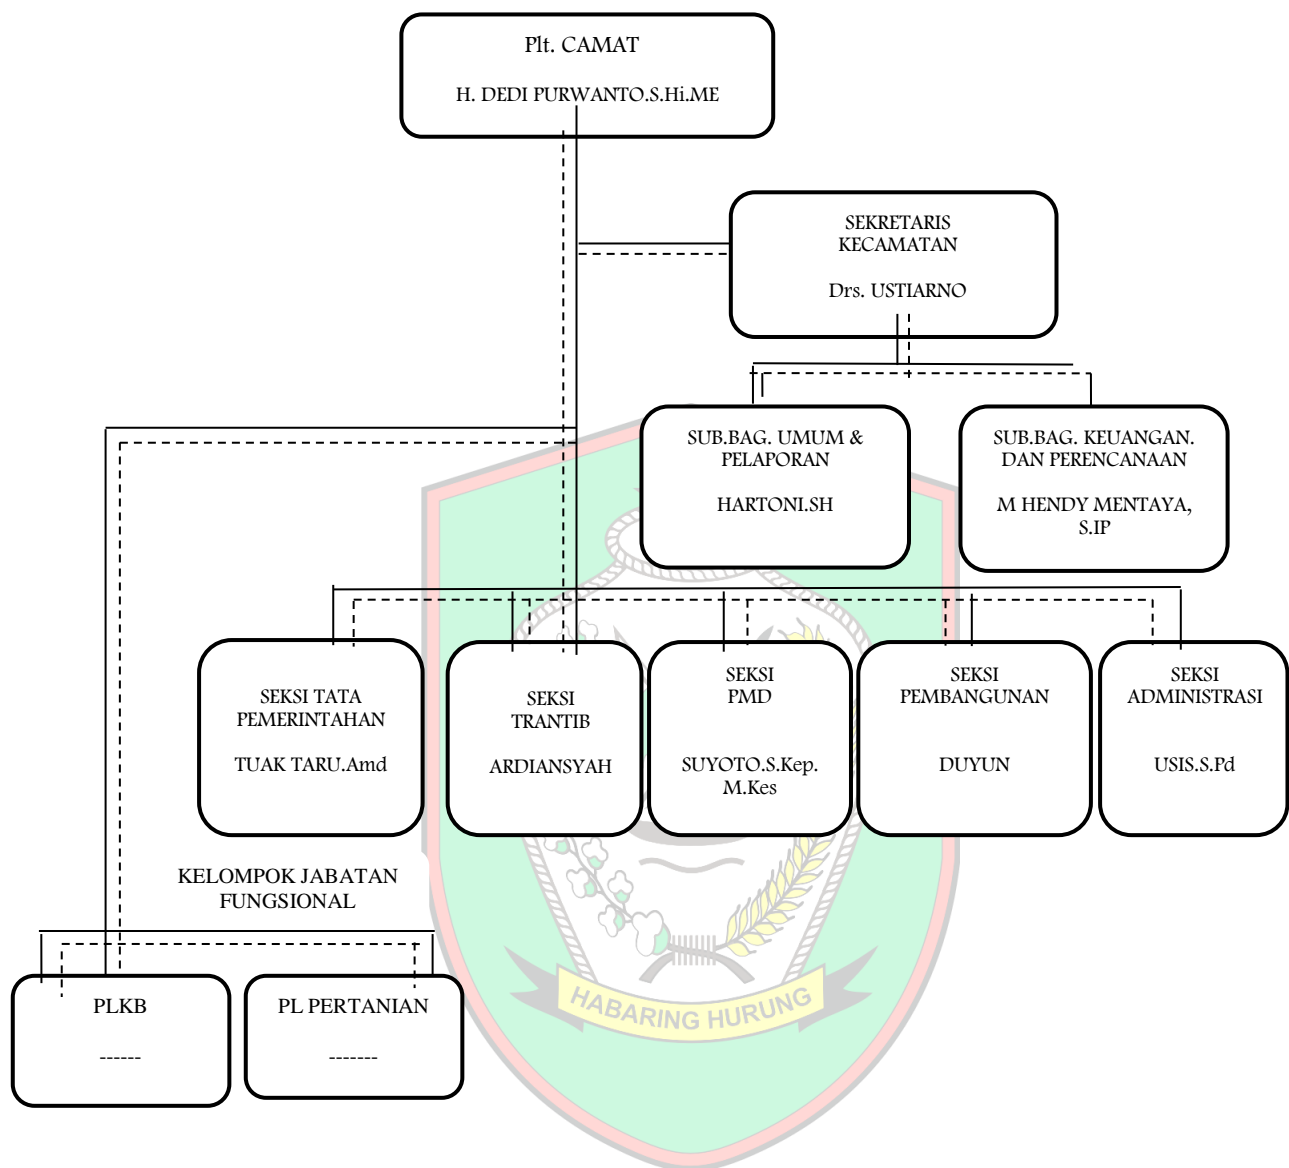 Plt. CAMAT
H. DEDI PURWANTO.S.Hi.ME
SEKRETARIS
KECAMATAN
Drs. USTIARNO
SUB.BAG. UMUM &
PELAPORAN
HARTONI.SH
SUB.BAG. KEUANGAN.
DAN PERENCANAAN
M HENDY MENTAYA,
S.IP
SEKSI TATA
PEMERINTAHAN
TUAK TARU.Amd
SEKSI
TRANTIB
ARDIANSYAH
SEKSI
PMD
SUYOTO.S.Kep.
M.Kes
SEKSI
PEMBANGUNAN
DUYUN
SEKSI
ADMINISTRASI
USIS.S.Pd
KELOMPOK JABATAN
FUNGSIONAL
PLKB
------
PL PERTANIAN
-------
HABARING HURUNG